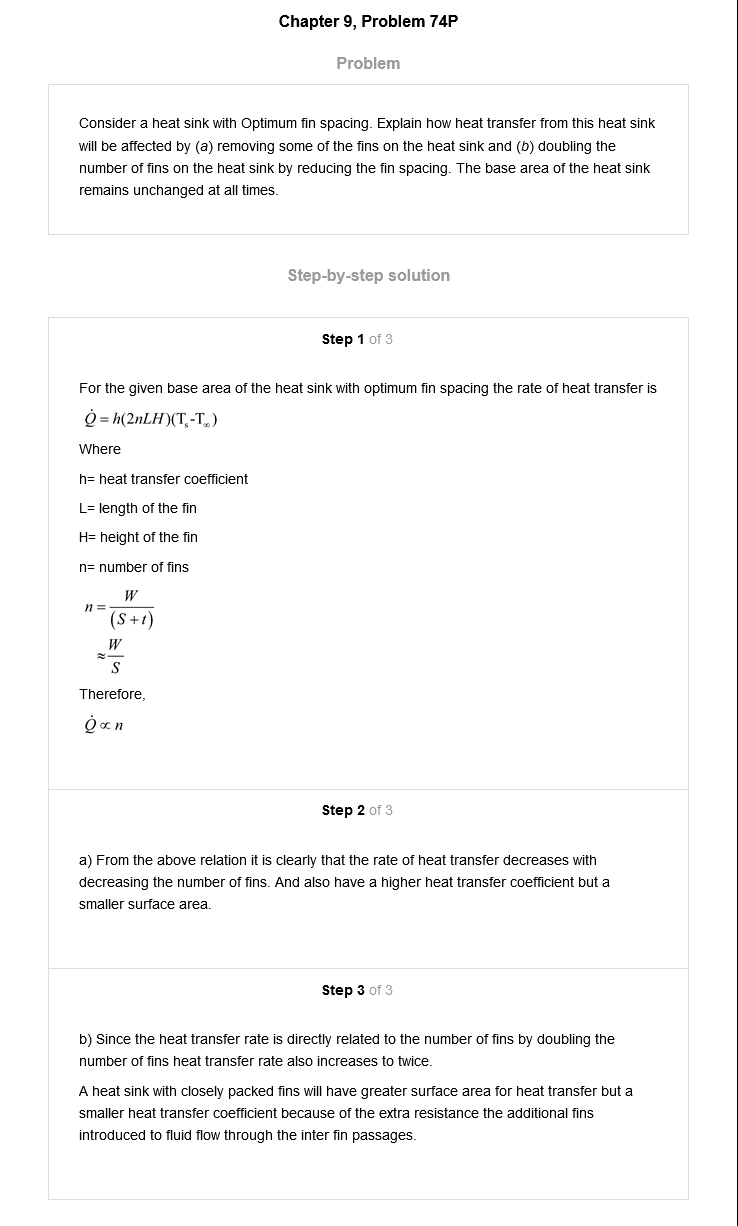 Chapter 9, Problem 74P
Problem
Consider a heat sink with Optimum fin spacing. Explain how heat transfer from this heat sink
will be affected by (a) removing some of the fins on the heat sink and (b) doubling the
number of fins on the heat sink by reducing the fin spacing. The base area of the heat sink
remains unchanged at all times.
Step-by-step solution
Step 1 of 3
For the given base area of the heat sink with optimum fin spacing the rate of heat transfer is
Q̇ = h(2nLH)(Tₛ-T∞)
Where
h= heat transfer coefficient
L= length of the fin
H= height of the fin
n= number of fins
n = W/(S + t)
≈ W/S
Therefore,
Q̇ ∝ n
Step 2 of 3
a) From the above relation it is clearly that the rate of heat transfer decreases with
decreasing the number of fins. And also have a higher heat transfer coefficient but a
smaller surface area.
Step 3 of 3
b) Since the heat transfer rate is directly related to the number of fins by doubling the
number of fins heat transfer rate also increases to twice.
A heat sink with closely packed fins will have greater surface area for heat transfer but a
smaller heat transfer coefficient because of the extra resistance the additional fins
introduced to fluid flow through the inter fin passages.